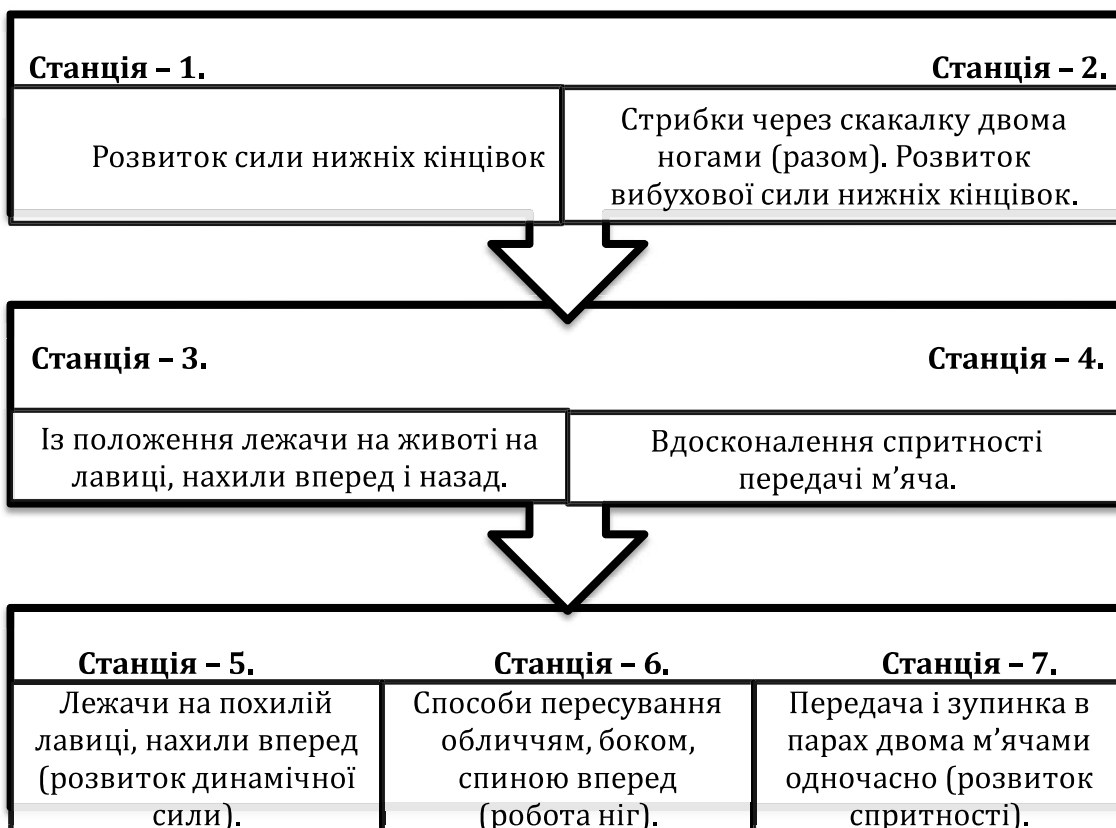 Станція – 1.
Станція – 2.
Розвиток сили нижніх кінцівок
Стрибки через скакалку двома
ногами (разом). Розвиток
вибухової сили нижніх кінцівок.
Станція – 3.
Станція – 4.
Із положення лежачи на животі на
лавиці, нахили вперед і назад.
Вдосконалення спритності
передачі м’яча.
Станція – 5.
Станція – 6.
Станція – 7.
Лежачи на похилій
лавиці, нахили вперед
(розвиток динамічної
сили).
Способи пересування
обличчям, боком,
спиною вперед
(робота ніг).
Передача і зупинка в
парах двома м’ячами
одночасно (розвиток
спритності).